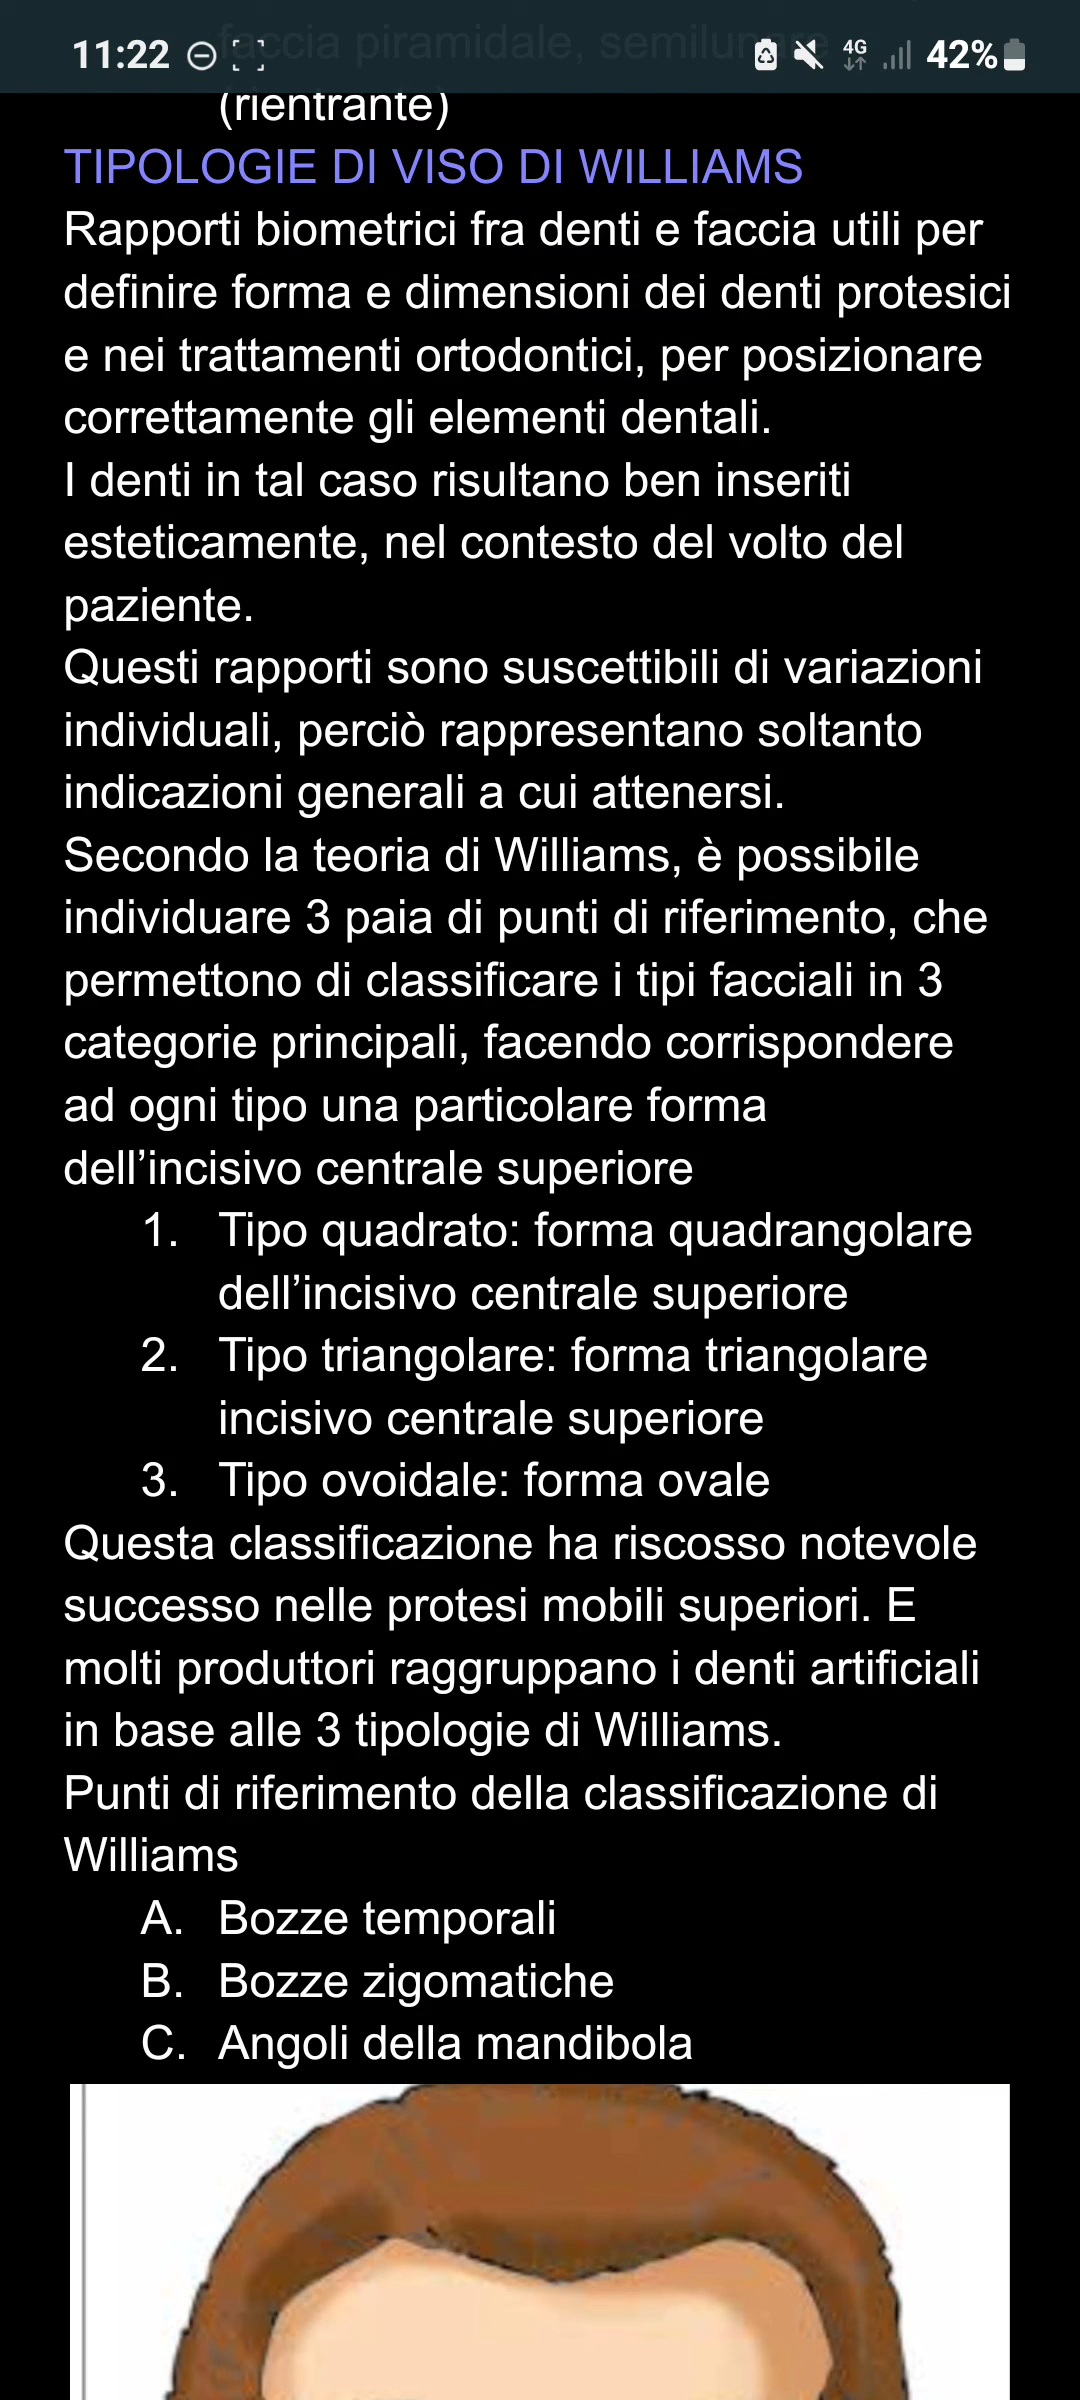 11:22
4G
42%
faccia piramidale, semilunare
(rientrante)
TIPOLOGIE DI VISO DI WILLIAMS
Rapporti biometrici fra denti e faccia utili per
definire forma e dimensioni dei denti protesici
e nei trattamenti ortodontici, per posizionare
correttamente gli elementi dentali.
I denti in tal caso risultano ben inseriti
esteticamente, nel contesto del volto del
paziente.
Questi rapporti sono suscettibili di variazioni
individuali, perciò rappresentano soltanto
indicazioni generali a cui attenersi.
Secondo la teoria di Williams, è possibile
individuare 3 paia di punti di riferimento, che
permettono di classificare i tipi facciali in 3
categorie principali, facendo corrispondere
ad ogni tipo una particolare forma
dell’incisivo centrale superiore
1. Tipo quadrato: forma quadrangolare
dell’incisivo centrale superiore
2. Tipo triangolare: forma triangolare
incisivo centrale superiore
3. Tipo ovoidale: forma ovale
Questa classificazione ha riscosso notevole
successo nelle protesi mobili superiori. E
molti produttori raggruppano i denti artificiali
in base alle 3 tipologie di Williams.
Punti di riferimento della classificazione di
Williams
A. Bozze temporali
B. Bozze zigomatiche
C. Angoli della mandibola